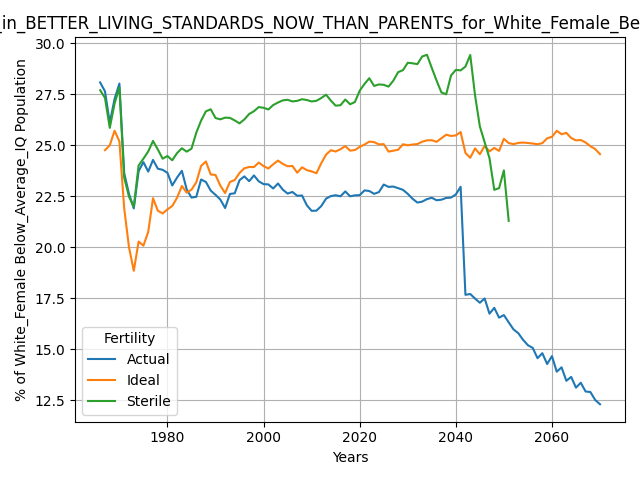 _in_BETTER_LIVING_STANDARDS_NOW_THAN_PARENTS_for_White_Female_Be
% of White_Female Below_Average_IQ Population
30.0
27.5
25.0
22.5
20.0
17.5
15.0
12.5
Fertility
Actual
Ideal
Sterile
1980
2000
2020
2040
2060
Years